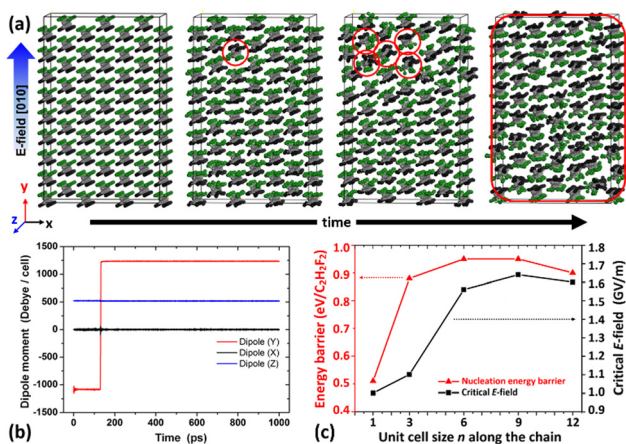 (a)
E-field [010]
y
z
x
time
1500
1000
500
0
-500
-1000
-1500
Dipole moment (Debye / cell)
Dipole (Y)
Dipole (X)
Dipole (Z)
0 200 400 600 800 1000
Time (ps)
(b)
1.0
0.9
0.8
0.7
0.6
0.5
0.4
Energy barrier (eV/C2H2F2)
1.8
1.7
1.6
1.5
1.4
1.3
1.2
1.1
1.0
0.9
Critical E-field (GV/m)
Nucleation energy barrier
Critical E-field
1 3 6 9 12
Unit cell size n along the chain
(c)